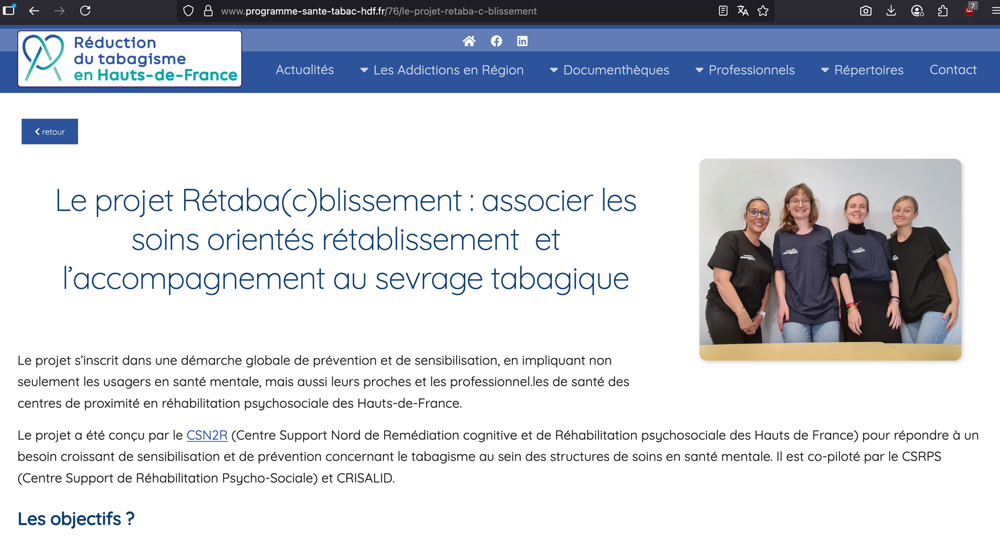 7
www.programme-sante-tabac-hdf.fr/76/le-projet-retaba-c-blissement
Réduction
du tabagisme
en Hauts-de-France
Actualités Les Addictions en Région Documenthèques Professionnels Répertoires Contact
retour
Le projet Rétaba(c)blissement : associer les
soins orientés rétablissement et
l’accompagnement au sevrage tabagique
Le projet s’inscrit dans une démarche globale de prévention et de sensibilisation, en impliquant non
seulement les usagers en santé mentale, mais aussi leurs proches et les professionnel.les de santé des
centres de proximité en réhabilitation psychosociale des Hauts-de-France.
Le projet a été conçu par le CSN2R (Centre Support Nord de Remédiation cognitive et de Réhabilitation psychosociale des Hauts de France) pour répondre à un
besoin croissant de sensibilisation et de prévention concernant le tabagisme au sein des structures de soins en santé mentale. Il est co-piloté par le CSRPS
(Centre Support de Réhabilitation Psycho-Sociale) et CRISALID.
Les objectifs ?